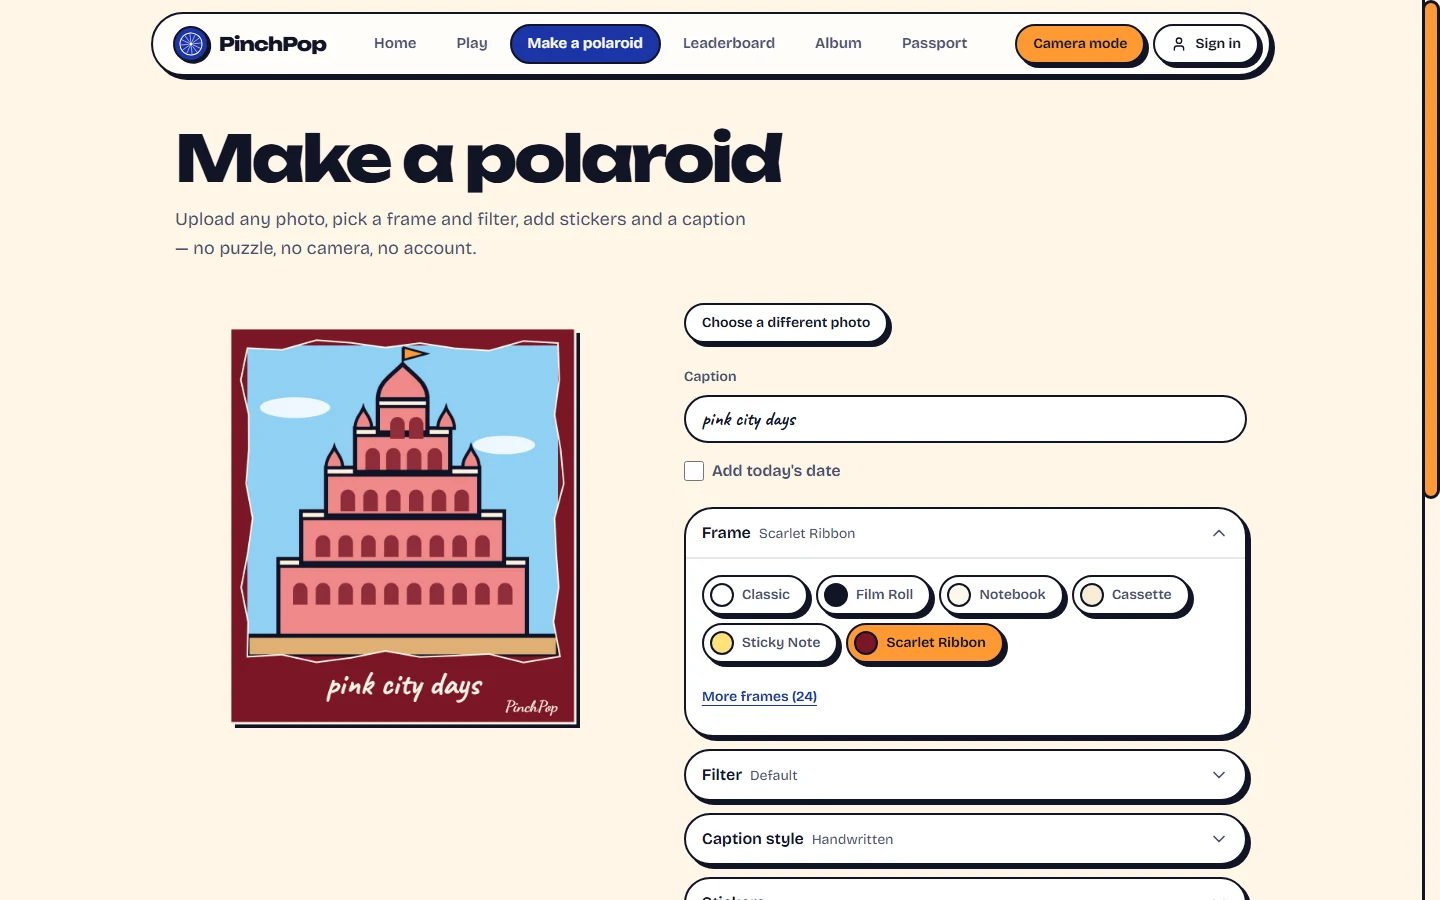 PinchPop
Home
Play
Make a polaroid
Leaderboard
Album
Passport
Camera mode
Sign in
Make a polaroid
Upload any photo, pick a frame and filter, add stickers and a caption
— no puzzle, no camera, no account.
pink city days
PinchPop
Choose a different photo
Caption
pink city days
Add today's date
Frame Scarlet Ribbon
Classic
Film Roll
Notebook
Cassette
Sticky Note
Scarlet Ribbon
More frames (24)
Filter Default
Caption style Handwritten